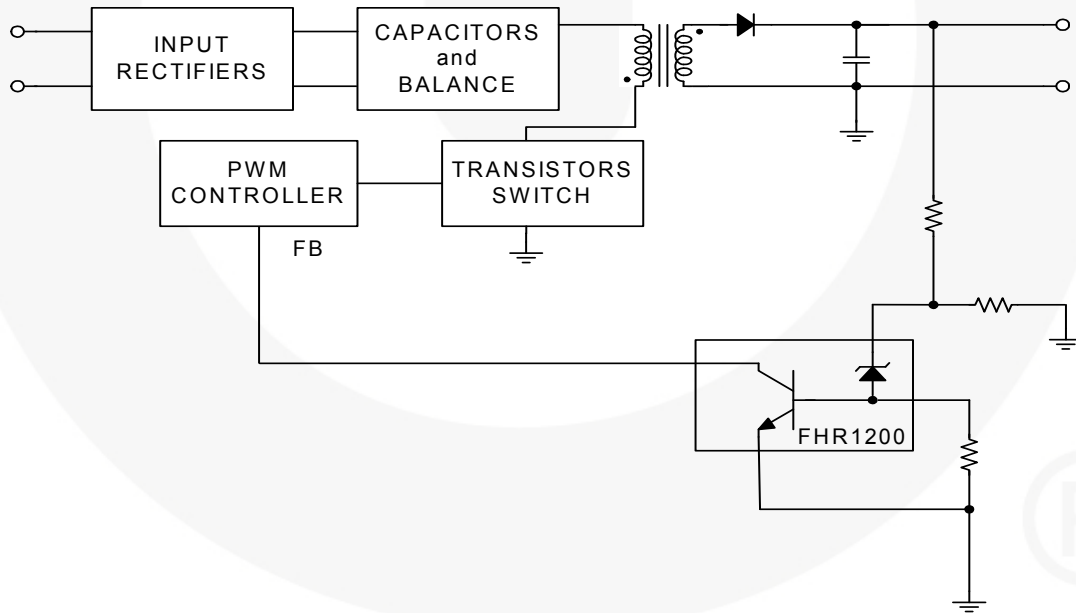 INPUT
RECTIFIERS
CAPACITORS
and
BALANCE
PWM
CONTROLLER
TRANSISTORS
SWITCH
FB
FHR1200
®